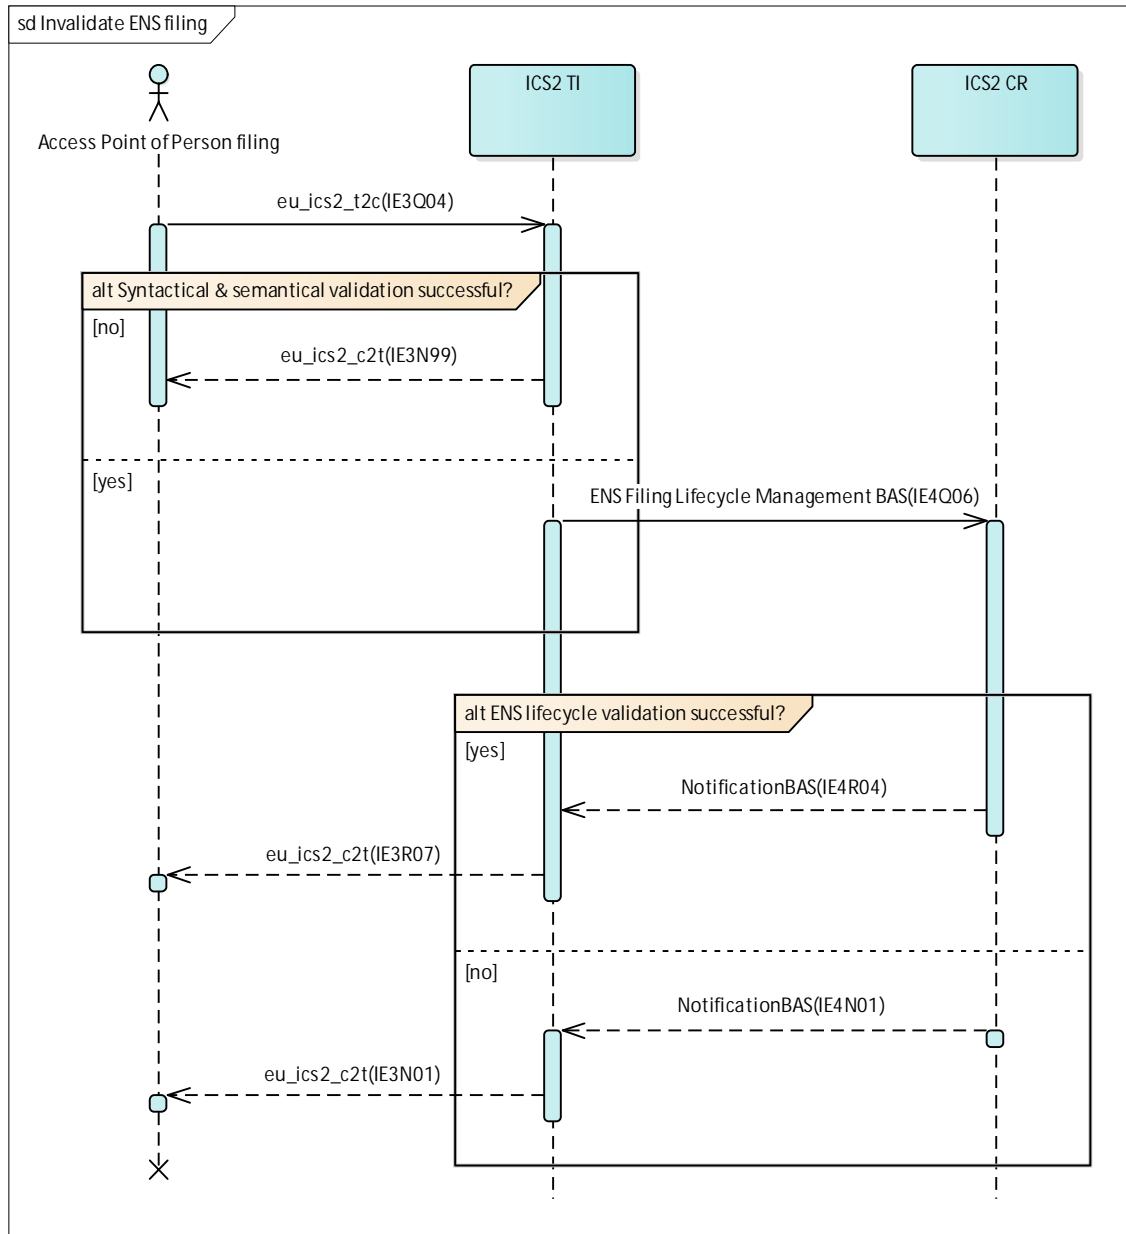 sd Invalidate ENS filing
ICS2 TI
ICS2 CR
Access Point of Person filing
eu_ics2_t2c(IE3Q04)
alt Syntactical & semantical validation successful?
[no]
eu_ics2_c2t(IE3N99)
[yes]
ENS Filing Lifecycle Management BAS(IE4Q06)
alt ENS lifecycle validation successful?
[yes]
NotificationBAS(IE4R04)
eu_ics2_c2t(IE3R07)
[no]
NotificationBAS(IE4N01)
eu_ics2_c2t(IE3N01)